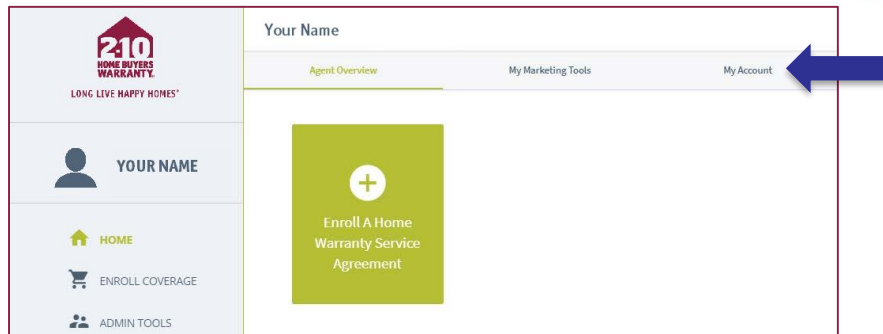 2-10
HOME BUYERS
WARRANTY.
LONG LIVE HAPPY HOMES®
YOUR NAME
HOME
ENROLL COVERAGE
ADMIN TOOLS
Your Name
Agent Overview
My Marketing Tools
My Account
Enroll A Home
Warranty Service
Agreement